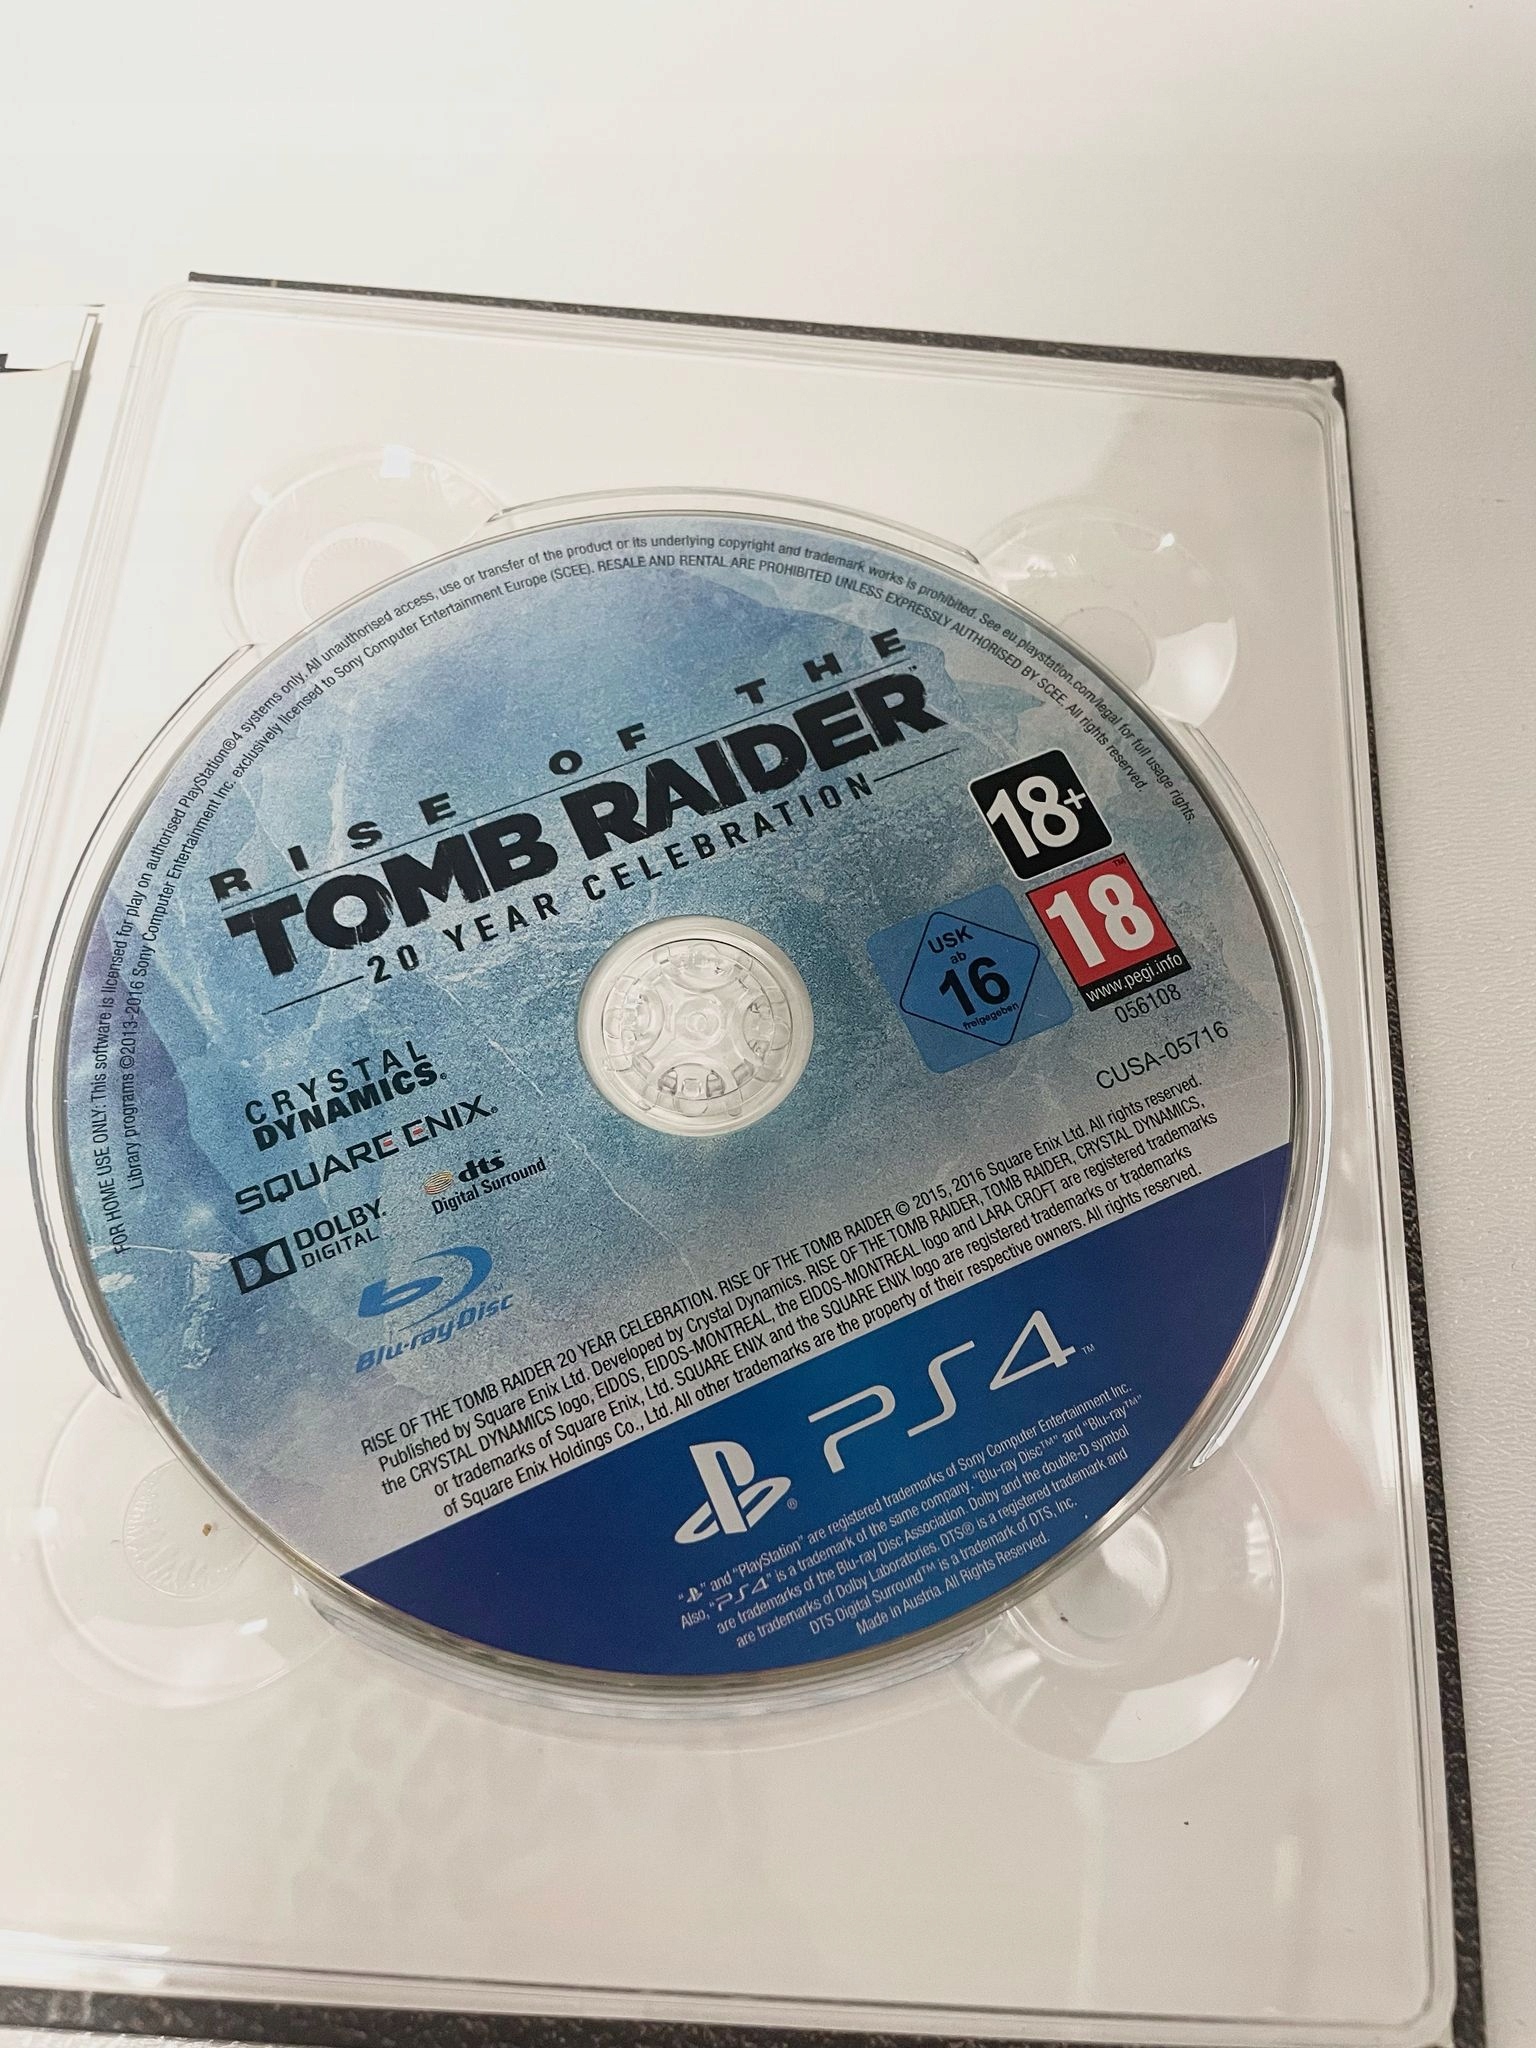 FOR HOME USE ONLY: This software is licensed for play on authorised PlayStation®4 systems only. All unauthorised access, use or transfer of the product or its underlying copyright and trademark works is prohibited. See eu.playstation.com/legal for full usage rights.
Library programs ©2013-2016 Sony Computer Entertainment Inc. exclusively licensed to Sony Computer Entertainment Europe (SCEE). RESALE AND RENTAL ARE PROHIBITED UNLESS EXPRESSLY AUTHORISED BY SCEE. All rights reserved.
RISE OF THE
TOMB RAIDER™
20 YEAR CELEBRATION
18+
18™
www.pegi.info
USK
ab
16
freigegeben
056108
CUSA-05716
CRYSTAL
DYNAMICS®
SQUARE ENIX®
dts
Digital Surround
DOLBY
DIGITAL
Blu-ray Disc™
RISE OF THE TOMB RAIDER 20 YEAR CELEBRATION. RISE OF THE TOMB RAIDER © 2015, 2016 Square Enix Ltd. All rights reserved.
Published by Square Enix Ltd. Developed by Crystal Dynamics. RISE OF THE TOMB RAIDER, TOMB RAIDER, CRYSTAL DYNAMICS,
the CRYSTAL DYNAMICS logo, EIDOS, EIDOS-MONTREAL, the EIDOS-MONTREAL logo and LARA CROFT are registered trademarks
or trademarks of Square Enix, Ltd. SQUARE ENIX and the SQUARE ENIX logo are registered trademarks or trademarks
of Square Enix Holdings Co., Ltd. All other trademarks are the property of their respective owners. All rights reserved.
PS4™
" " and "PlayStation" are registered trademarks of Sony Computer Entertainment Inc.
Also, "PS4" is a trademark of the same company. "Blu-ray Disc™" and "Blu-ray™"
are trademarks of the Blu-ray Disc Association. Dolby and the double-D symbol
are trademarks of Dolby Laboratories. DTS® is a registered trademark and
DTS Digital Surround™ is a trademark of DTS, Inc.
Made in Austria. All Rights Reserved.